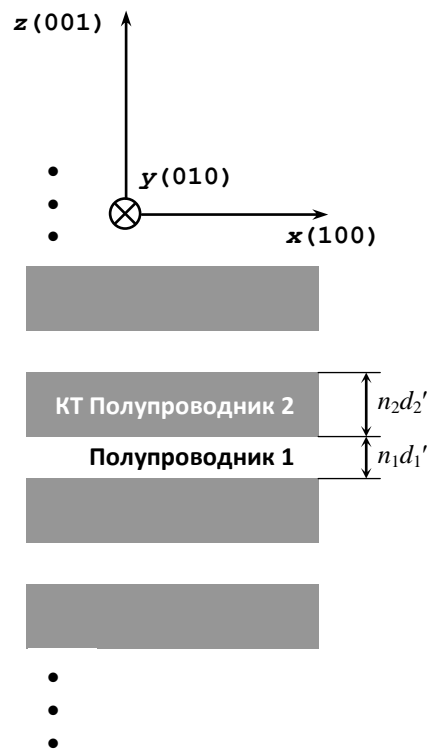 z(001)
y(010)
x(100)
КТ Полупроводник 2
n₂d₂′
Полупроводник 1
n₁d₁′